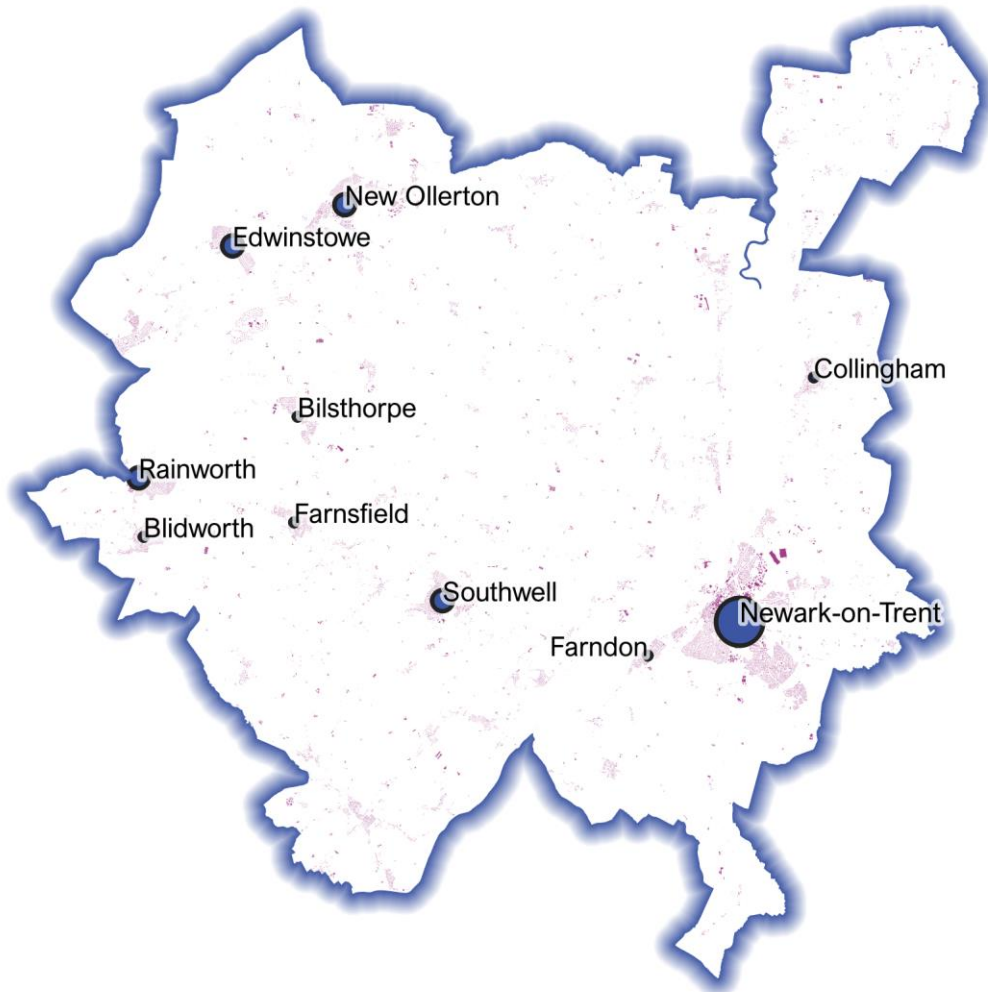 New Ollerton
Edwinstowe
Collingham
Bilsthorpe
Rainworth
Farnsfield
Blidworth
Southwell
Newark-on-Trent
Farndon